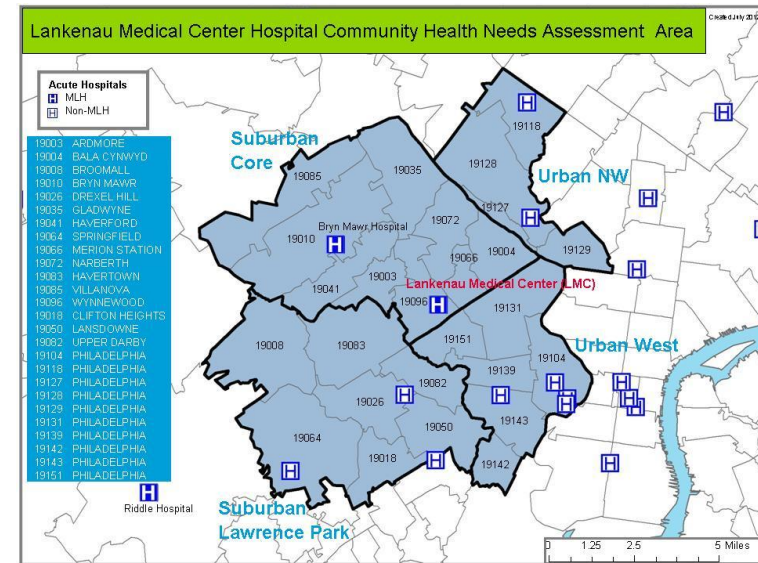 Lankenau Medical Center Hospital Community Health Needs Assessment Area
Created July 2012
Acute Hospitals
H MLH
H Non-MLH
19003 ARDMORE
19004 BALA CYNWYD
19008 BROOMALL
19010 BRYN MAWR
19026 DREXEL HILL
19035 GLADWYNE
19041 HAVERFORD
19064 SPRINGFIELD
19066 MERION STATION
19072 NARBERTH
19083 HAVERTOWN
19085 VILLANOVA
19096 WYNNEWOOD
19018 CLIFTON HEIGHTS
19050 LANSDOWNE
19082 UPPER DARBY
19104 PHILADELPHIA
19118 PHILADELPHIA
19127 PHILADELPHIA
19128 PHILADELPHIA
19129 PHILADELPHIA
19131 PHILADELPHIA
19139 PHILADELPHIA
19142 PHILADELPHIA
19143 PHILADELPHIA
19151 PHILADELPHIA
H
Riddle Hospital
Suburban
Core
19085
19035
19010
Bryn Mawr Hospital
H
19072
19041
19003
19066
19004
19096
H
Lankenau Medical Center (LMC)
H
19118
19128
Urban NW
19127
H
19129
19131
19151
Urban West
19104
19139
H
H
H
19143
19142
19008
19083
19082
19026
H
19050
19064
H
19018
H
Suburban
Lawrence Park
H
H
H
H
H
H
H
0 1.25 2.5 5 Miles